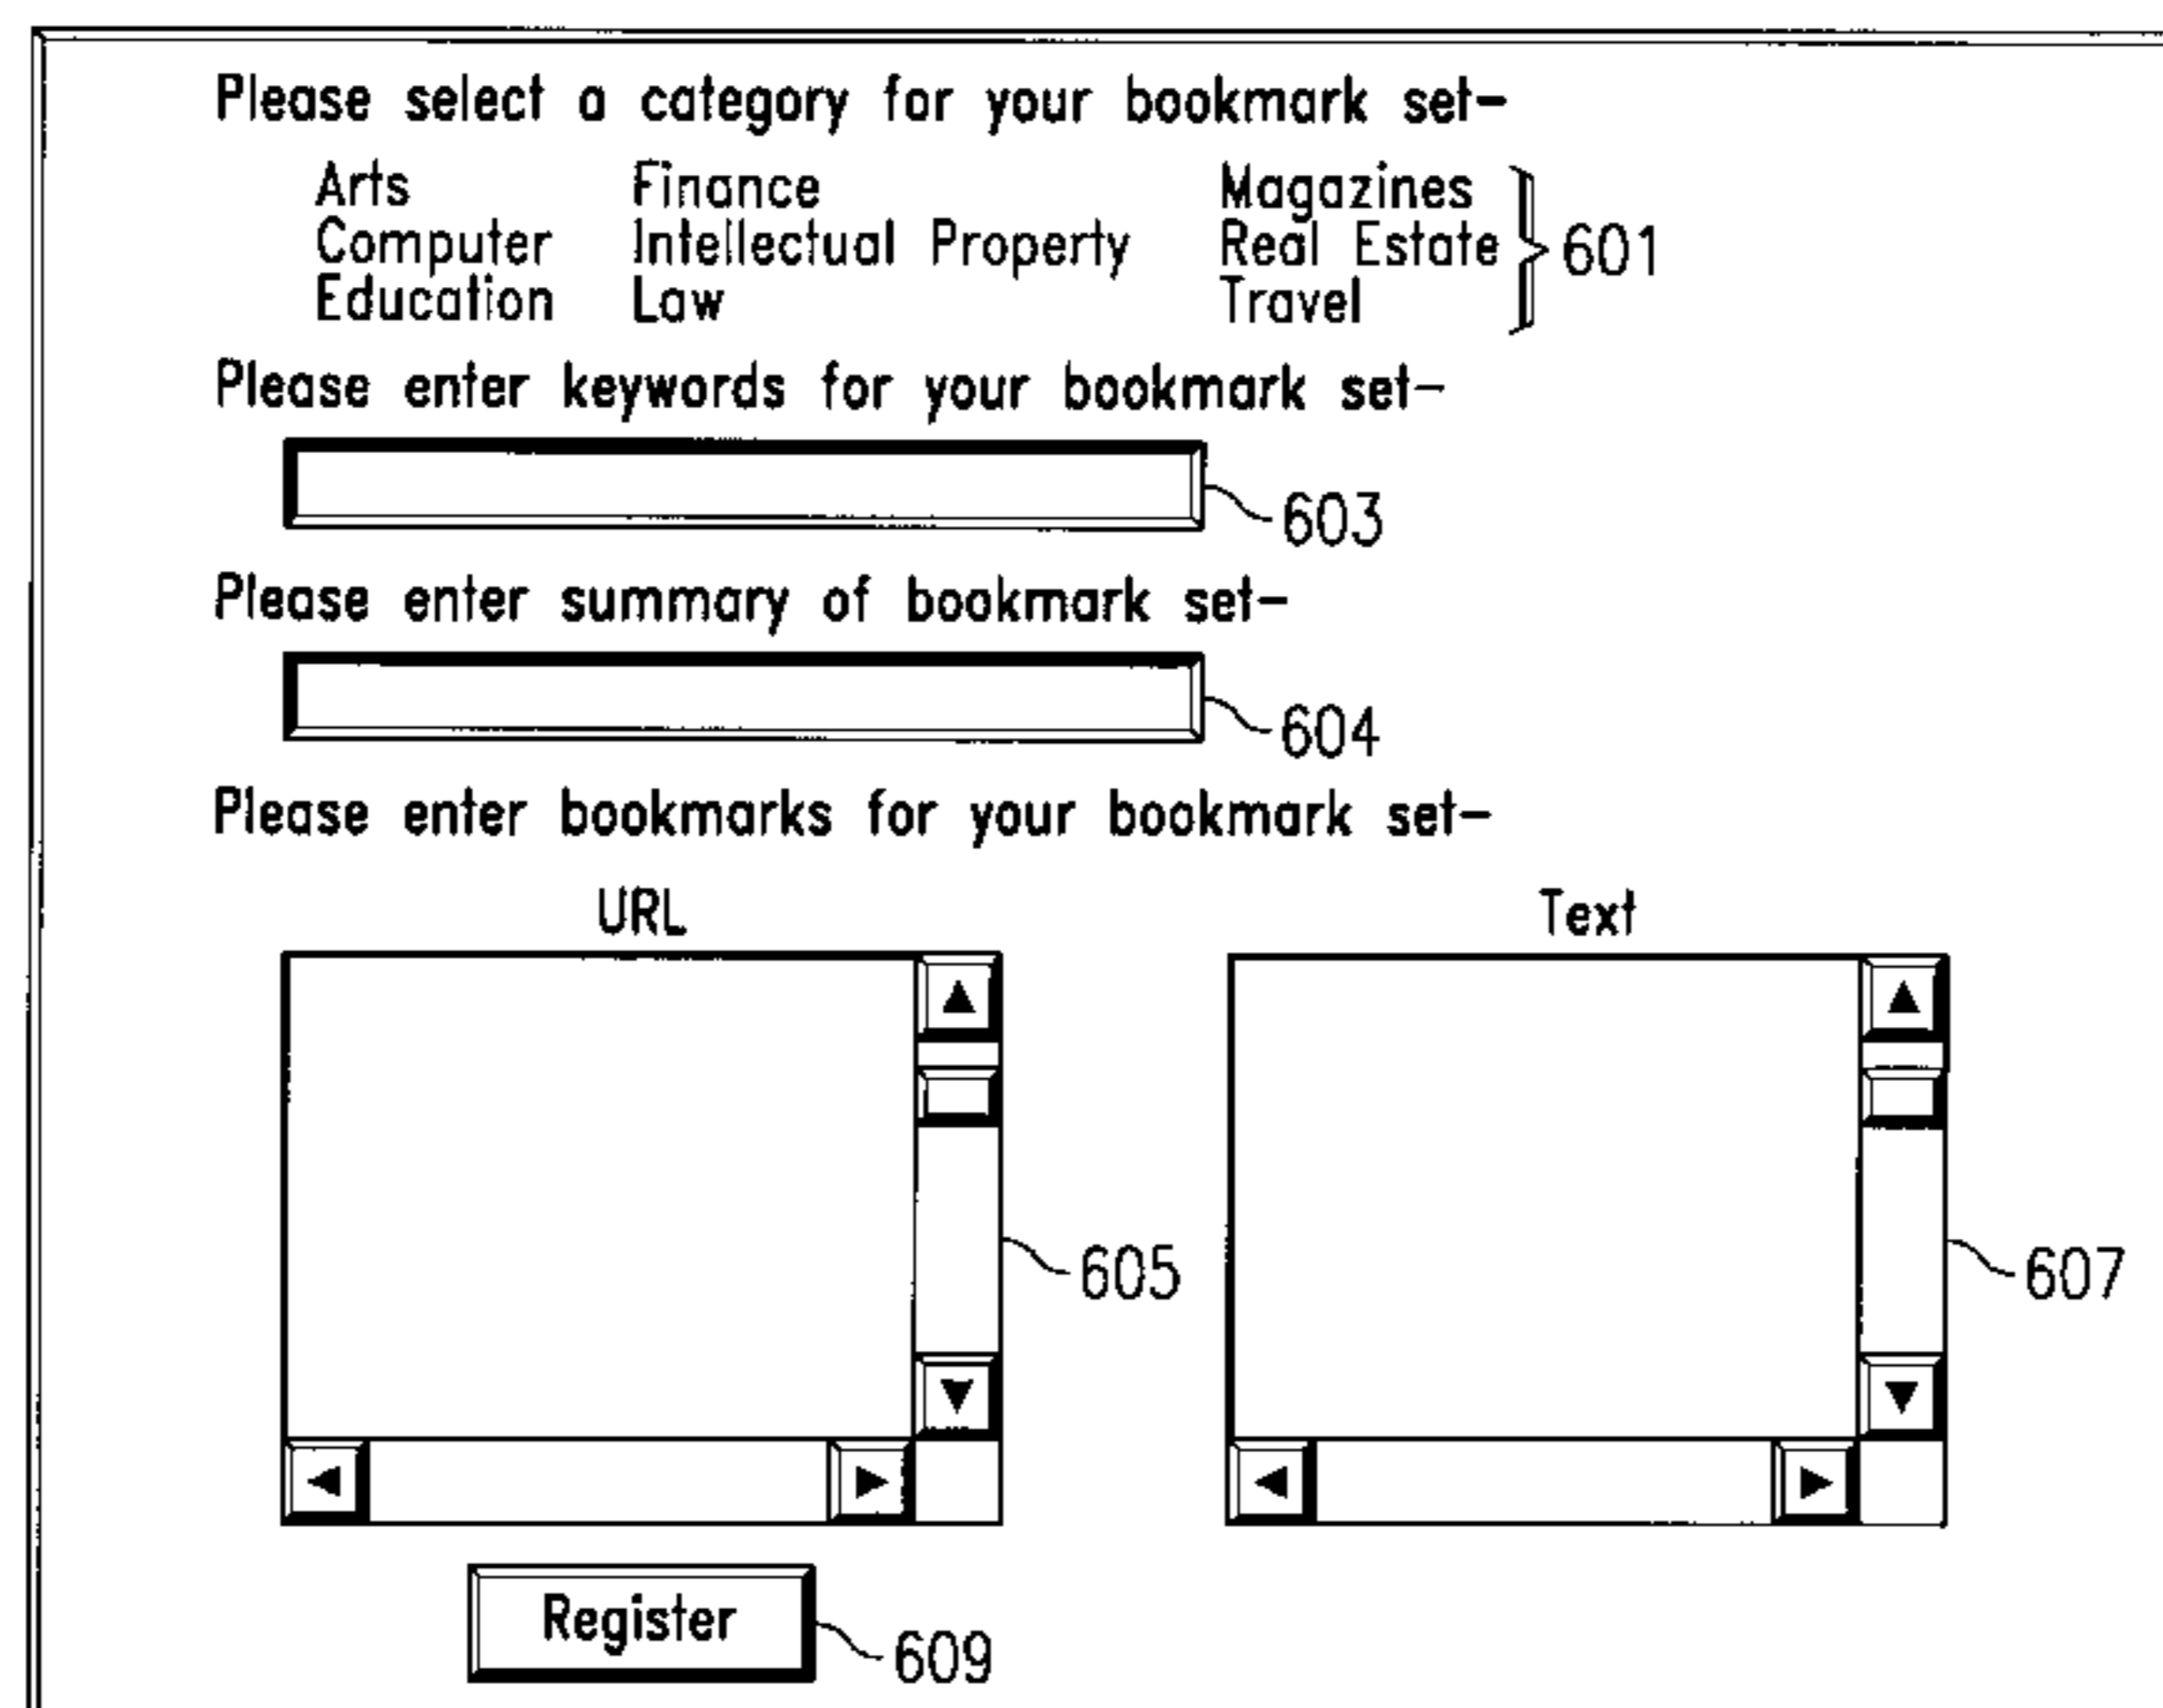 Please select a category for your bookmark set-
Arts Finance Magazines
Computer Intellectual Property Real Estate 601
Education Law Travel
Please enter keywords for your bookmark set-
603
Please enter summary of bookmark set-
604
Please enter bookmarks for your bookmark set-
URL Text
605 607
Register
609